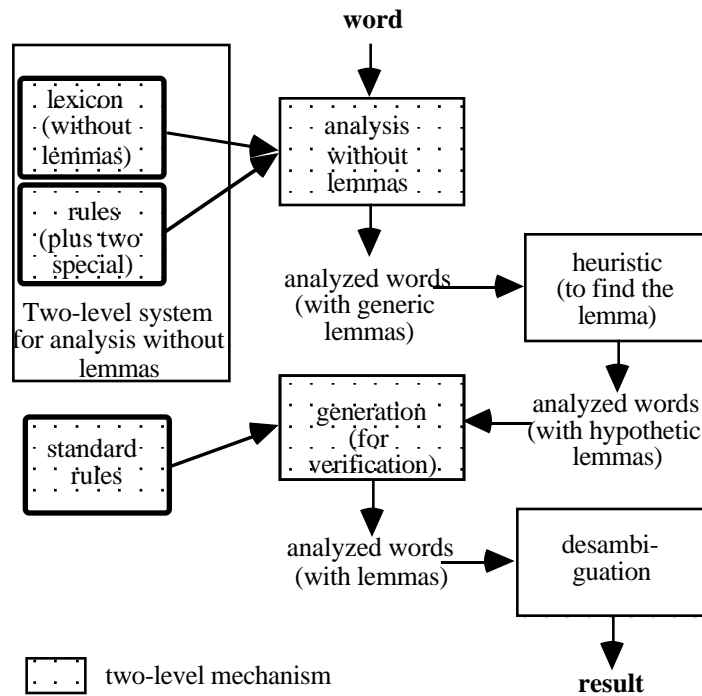 word
lexicon
(without
lemmas)
analysis
without
lemmas
rules
(plus two
special)
Two-level system
for analysis without
lemmas
analyzed words
(with generic
lemmas)
heuristic
(to find the
lemma)
analyzed words
(with hypothetic
lemmas)
generation
(for
verification)
standard
rules
analyzed words
(with lemmas)
desambi-
guation
two-level mechanism
result